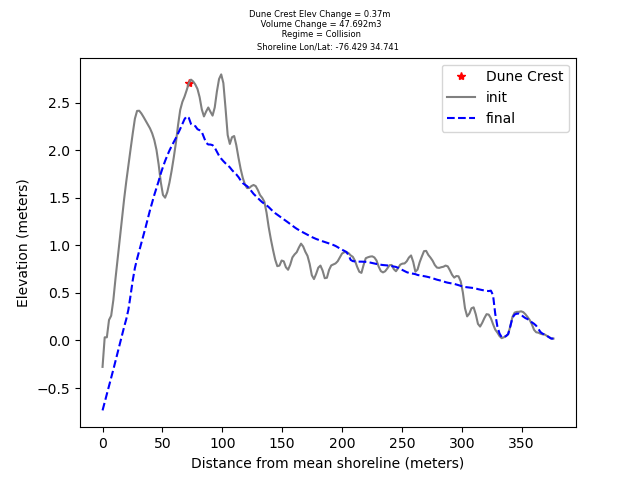 Dune Crest Elev Change = 0.37m
Volume Change = 47.692m3
Regime = Collision
Shoreline Lon/Lat: -76.429 34.741
Dune Crest
init
final
Elevation (meters)
2.5
2.0
1.5
1.0
0.5
0.0
−0.5
0 50 100 150 200 250 300 350
Distance from mean shoreline (meters)